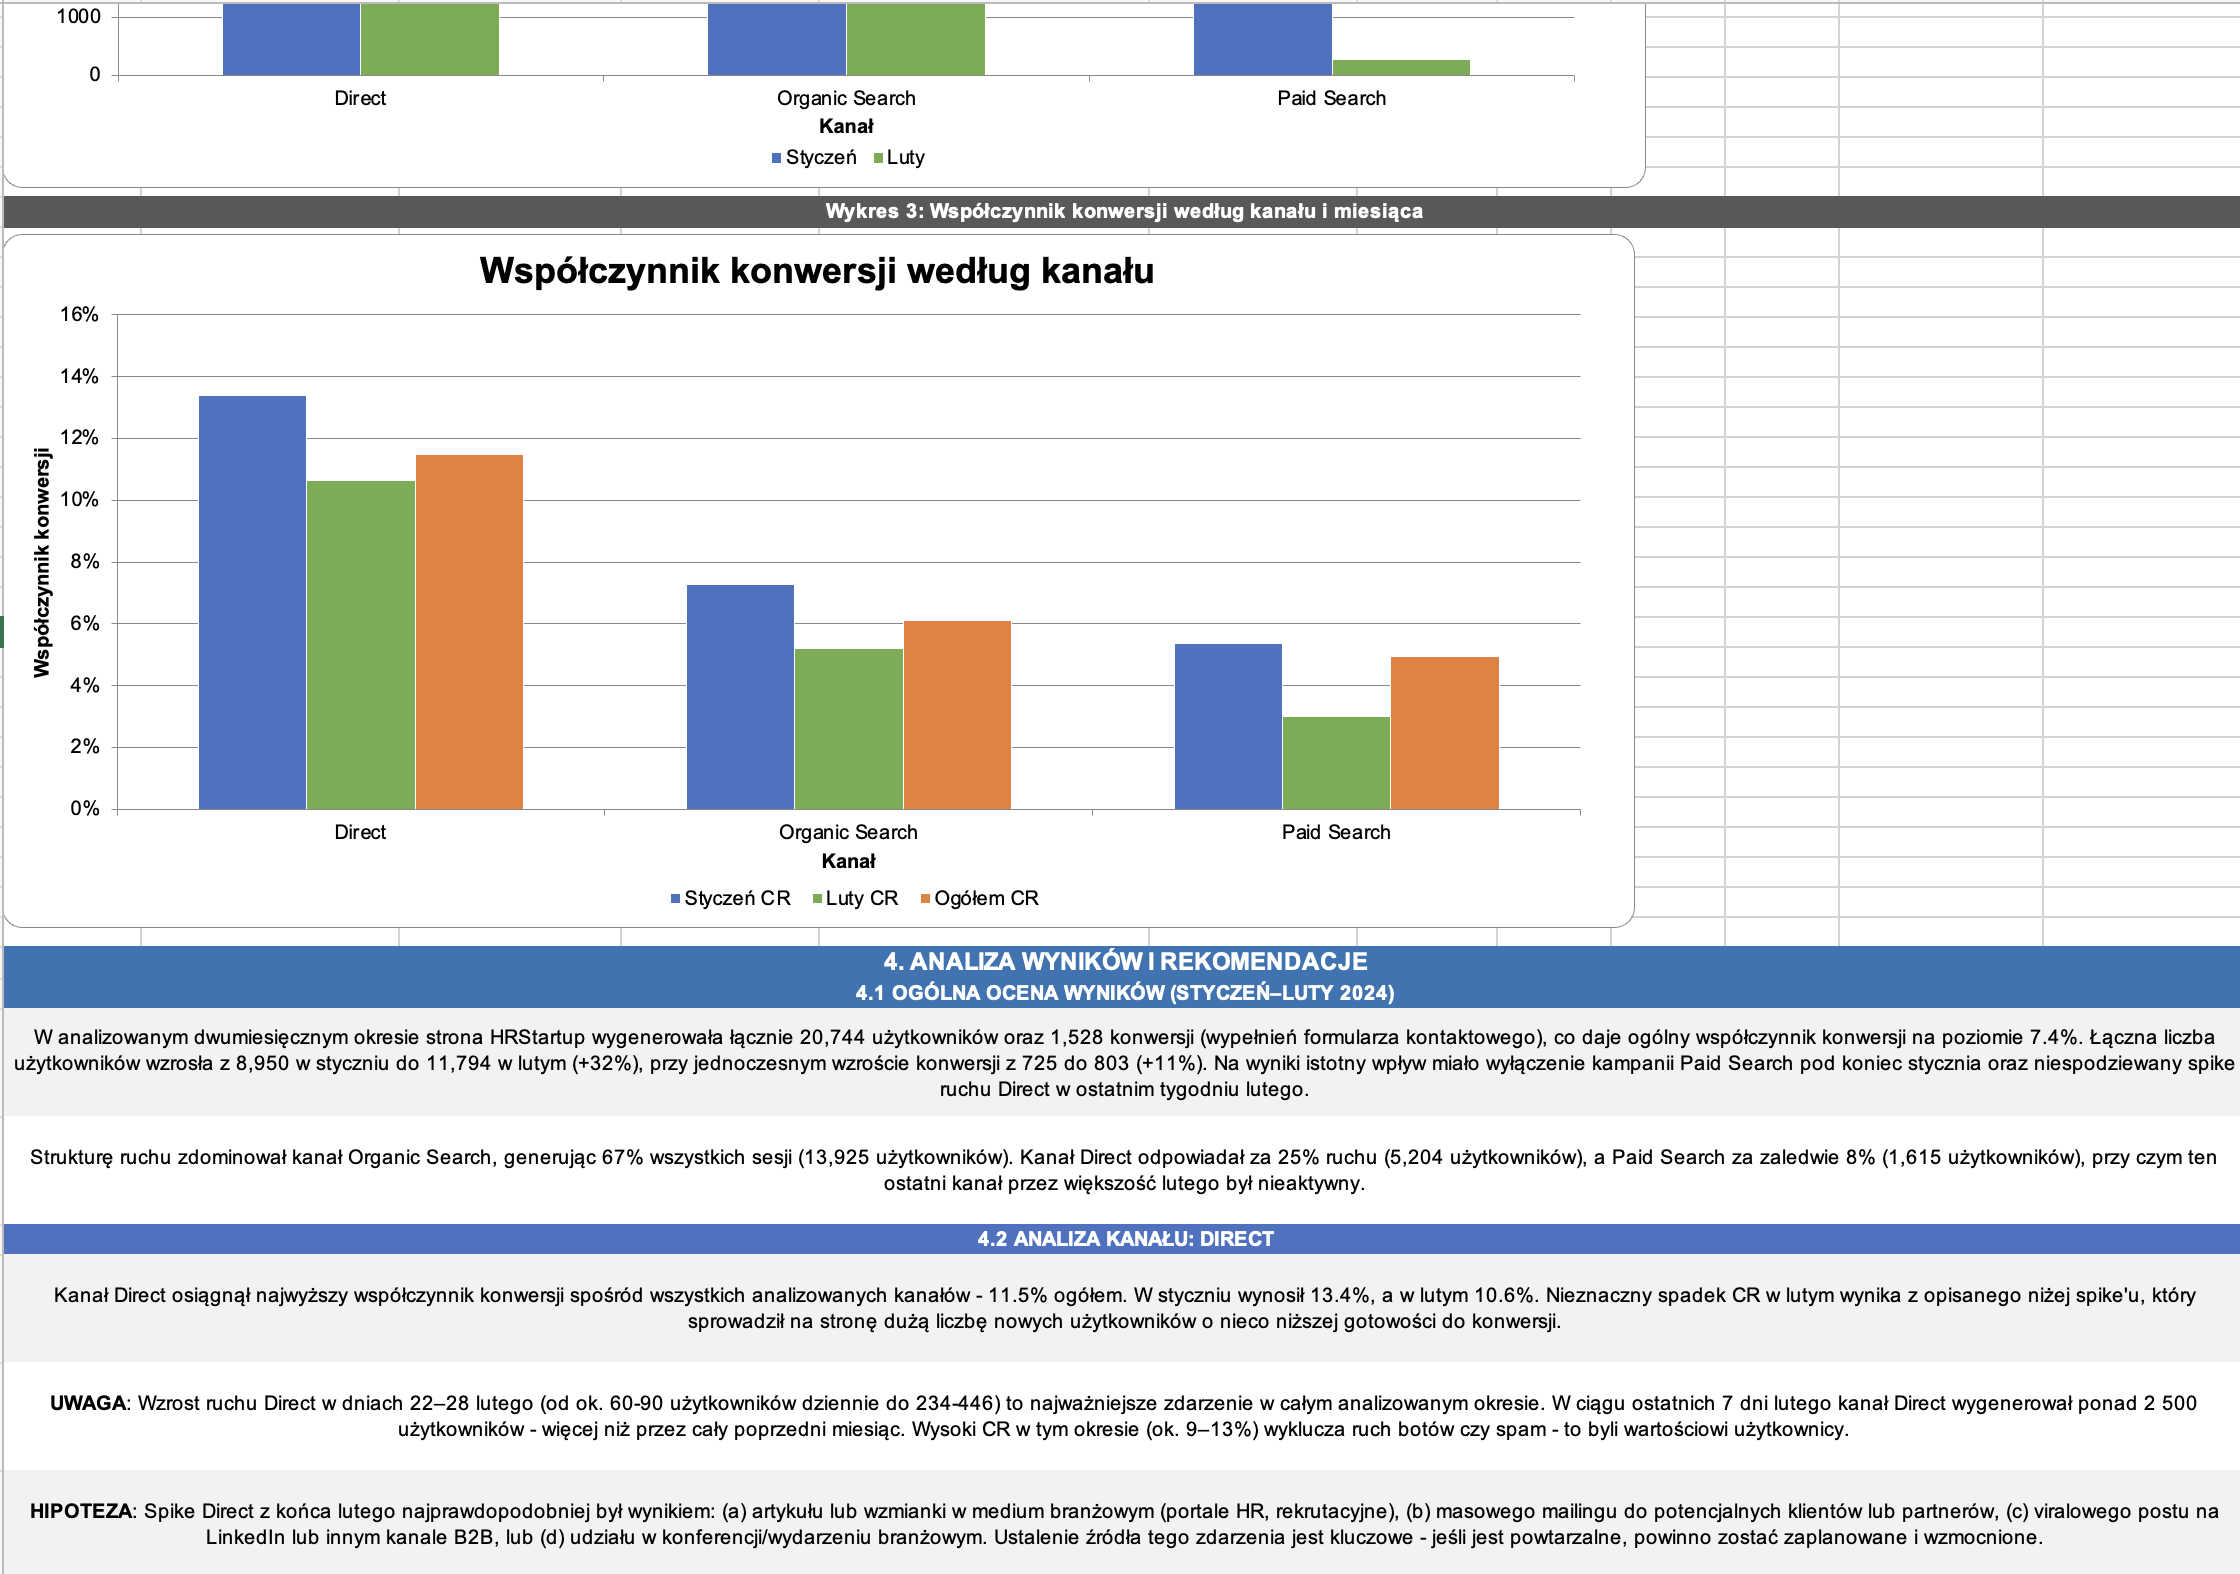 1000
0
Direct
Organic Search
Paid Search
Kanał
Styczeń
Luty
Wykres 3: Współczynnik konwersji według kanału i miesiąca
Współczynnik konwersji według kanału
Współczynnik konwersji
16%
14%
12%
10%
8%
6%
4%
2%
0%
Direct
Organic Search
Paid Search
Kanał
Styczeń CR
Luty CR
Ogółem CR
4. ANALIZA WYNIKÓW I REKOMENDACJE
4.1 OGÓLNA OCENA WYNIKÓW (STYCZEŃ–LUTY 2024)
W analizowanym dwumiesięcznym okresie strona HRStartup wygenerowała łącznie 20,744 użytkowników oraz 1,528 konwersji (wypełnień formularza kontaktowego), co daje ogólny współczynnik konwersji na poziomie 7.4%. Łączna liczba
użytkowników wzrosła z 8,950 w styczniu do 11,794 w lutym (+32%), przy jednoczesnym wzroście konwersji z 725 do 803 (+11%). Na wyniki istotny wpływ miało wyłączenie kampanii Paid Search pod koniec stycznia oraz niespodziewany spike
ruchu Direct w ostatnim tygodniu lutego.
Strukturę ruchu zdominował kanał Organic Search, generując 67% wszystkich sesji (13,925 użytkowników). Kanał Direct odpowiadał za 25% ruchu (5,204 użytkowników), a Paid Search za zaledwie 8% (1,615 użytkowników), przy czym ten
ostatni kanał przez większość lutego był nieaktywny.
4.2 ANALIZA KANAŁU: DIRECT
Kanał Direct osiągnął najwyższy współczynnik konwersji spośród wszystkich analizowanych kanałów - 11.5% ogółem. W styczniu wynosił 13.4%, a w lutym 10.6%. Nieznaczny spadek CR w lutym wynika z opisanego niżej spike'u, który
sprowadził na stronę dużą liczbę nowych użytkowników o nieco niższej gotowości do konwersji.
UWAGA: Wzrost ruchu Direct w dniach 22–28 lutego (od ok. 60-90 użytkowników dziennie do 234-446) to najważniejsze zdarzenie w całym analizowanym okresie. W ciągu ostatnich 7 dni lutego kanał Direct wygenerował ponad 2 500
użytkowników - więcej niż przez cały poprzedni miesiąc. Wysoki CR w tym okresie (ok. 9–13%) wyklucza ruch botów czy spam - to byli wartościowi użytkownicy.
HIPOTEZA: Spike Direct z końca lutego najprawdopodobniej był wynikiem: (a) artykułu lub wzmianki w medium branżowym (portale HR, rekrutacyjne), (b) masowego mailingu do potencjalnych klientów lub partnerów, (c) viralowego postu na
LinkedIn lub innym kanale B2B, lub (d) udziału w konferencji/wydarzeniu branżowym. Ustalenie źródła tego zdarzenia jest kluczowe - jeśli jest powtarzalne, powinno zostać zaplanowane i wzmocnione.